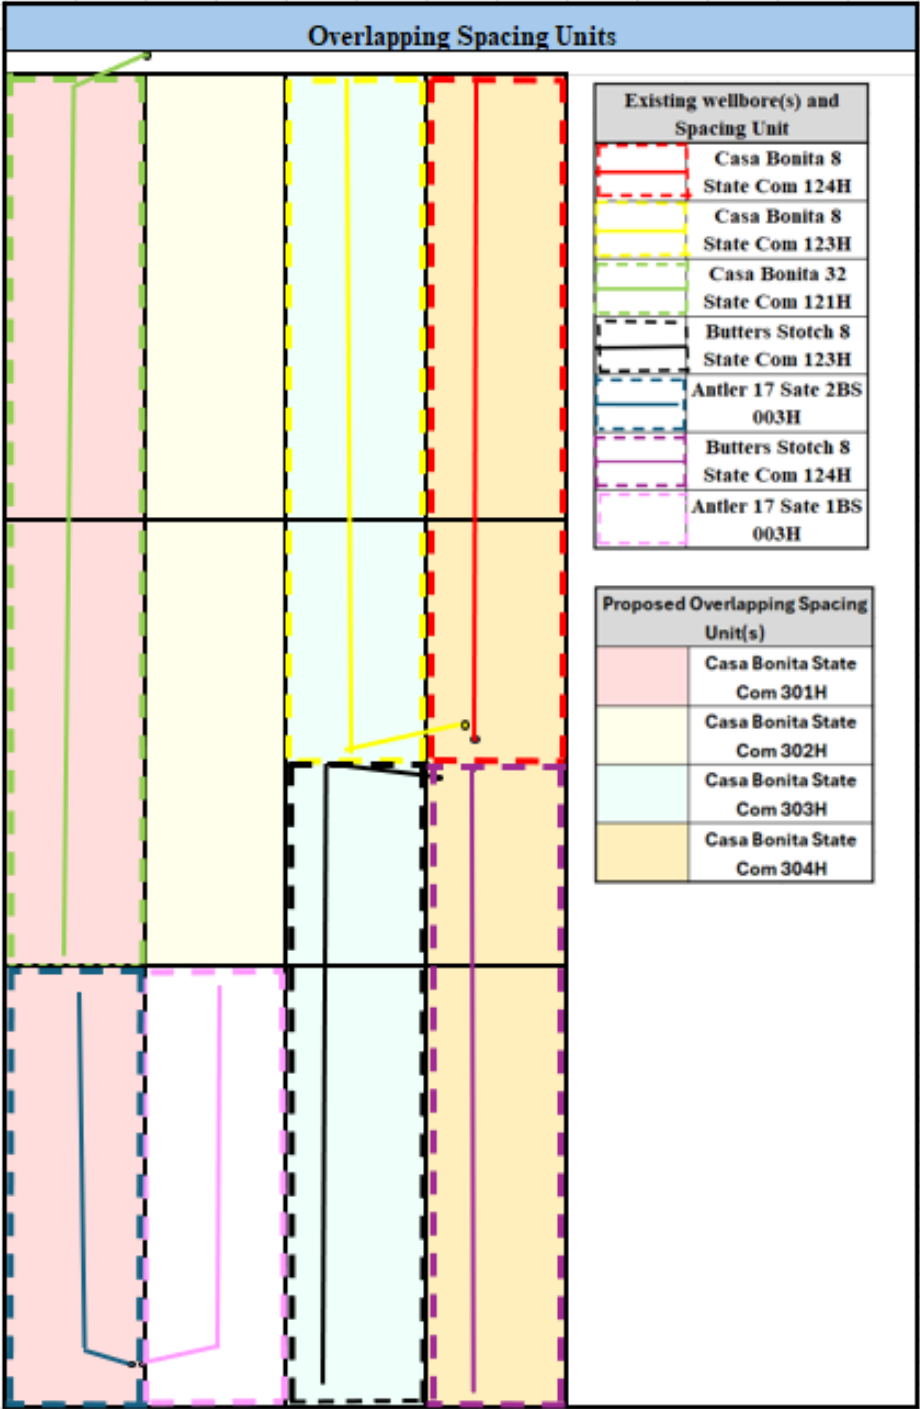 Overlapping Spacing Units
Existing wellbore(s) and
Spacing Unit
Casa Bonita 8
State Com 124H
Casa Bonita 8
State Com 123H
Casa Bonita 32
State Com 121H
Butters Stotch 8
State Com 123H
Antler 17 Sate 2BS
003H
Butters Stotch 8
State Com 124H
Antler 17 Sate 1BS
003H
Proposed Overlapping Spacing
Unit(s)
Casa Bonita State
Com 301H
Casa Bonita State
Com 302H
Casa Bonita State
Com 303H
Casa Bonita State
Com 304H